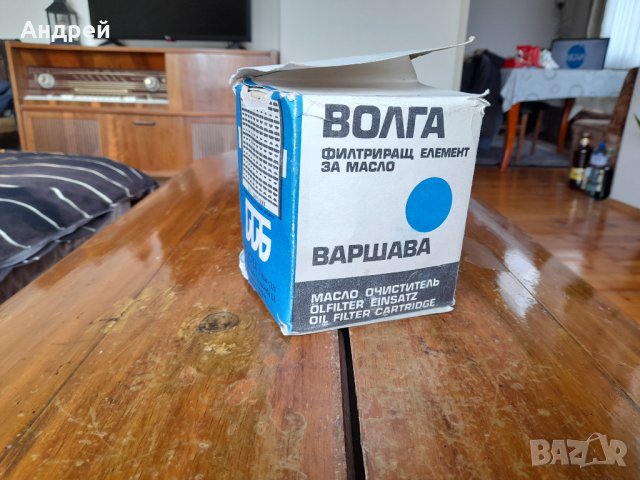 Андрей
ВОЛГА
ФИЛТРИРАЩ ЕЛЕМЕНТ
ЗА МАСЛО
ВАРШАВА
МАСЛО ОЧИСТИТЕЛЬ
ÖLFILTER EINSATZ
OIL FILTER CARTRIDGE
BAZAR